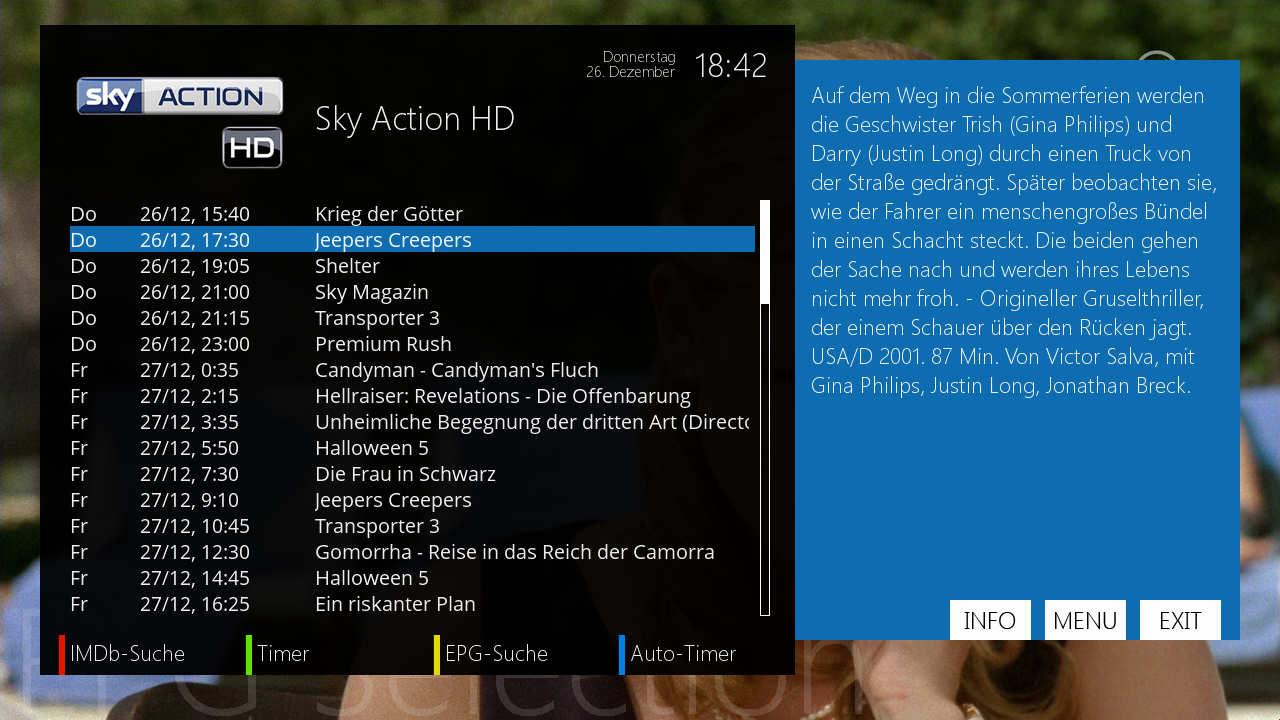 Donnerstag
26. Dezember
18:42
sky ACTION
HD
Sky Action HD
Do 26/12, 15:40 Krieg der Götter
Do 26/12, 17:30 Jeepers Creepers
Do 26/12, 19:05 Shelter
Do 26/12, 21:00 Sky Magazin
Do 26/12, 21:15 Transporter 3
Do 26/12, 23:00 Premium Rush
Fr 27/12, 0:35 Candyman - Candyman's Fluch
Fr 27/12, 2:15 Hellraiser: Revelations - Die Offenbarung
Fr 27/12, 3:35 Unheimliche Begegnung der dritten Art (Directo
Fr 27/12, 5:50 Halloween 5
Fr 27/12, 7:30 Die Frau in Schwarz
Fr 27/12, 9:10 Jeepers Creepers
Fr 27/12, 10:45 Transporter 3
Fr 27/12, 12:30 Gomorrha - Reise in das Reich der Camorra
Fr 27/12, 14:45 Halloween 5
Fr 27/12, 16:25 Ein riskanter Plan
IMDb-Suche Timer EPG-Suche Auto-Timer
Auf dem Weg in die Sommerferien werden
die Geschwister Trish (Gina Philips) und
Darry (Justin Long) durch einen Truck von
der Straße gedrängt. Später beobachten sie,
wie der Fahrer ein menschengroßes Bündel
in einen Schacht steckt. Die beiden gehen
der Sache nach und werden ihres Lebens
nicht mehr froh. - Origineller Gruselthriller,
der einem Schauer über den Rücken jagt.
USA/D 2001. 87 Min. Von Victor Salva, mit
Gina Philips, Justin Long, Jonathan Breck.
INFO MENU EXIT
EPG Selection